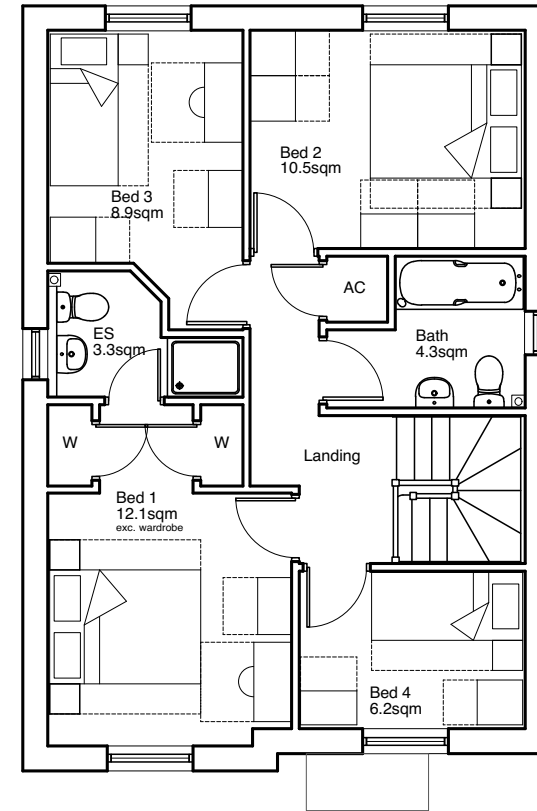 Bed 2
10.5sqm
Bed 3
8.9sqm
AC
ES
3.3sqm
Bath
4.3sqm
W
W
Landing
Bed 1
12.1sqm
exc. wardrobe
Bed 4
6.2sqm